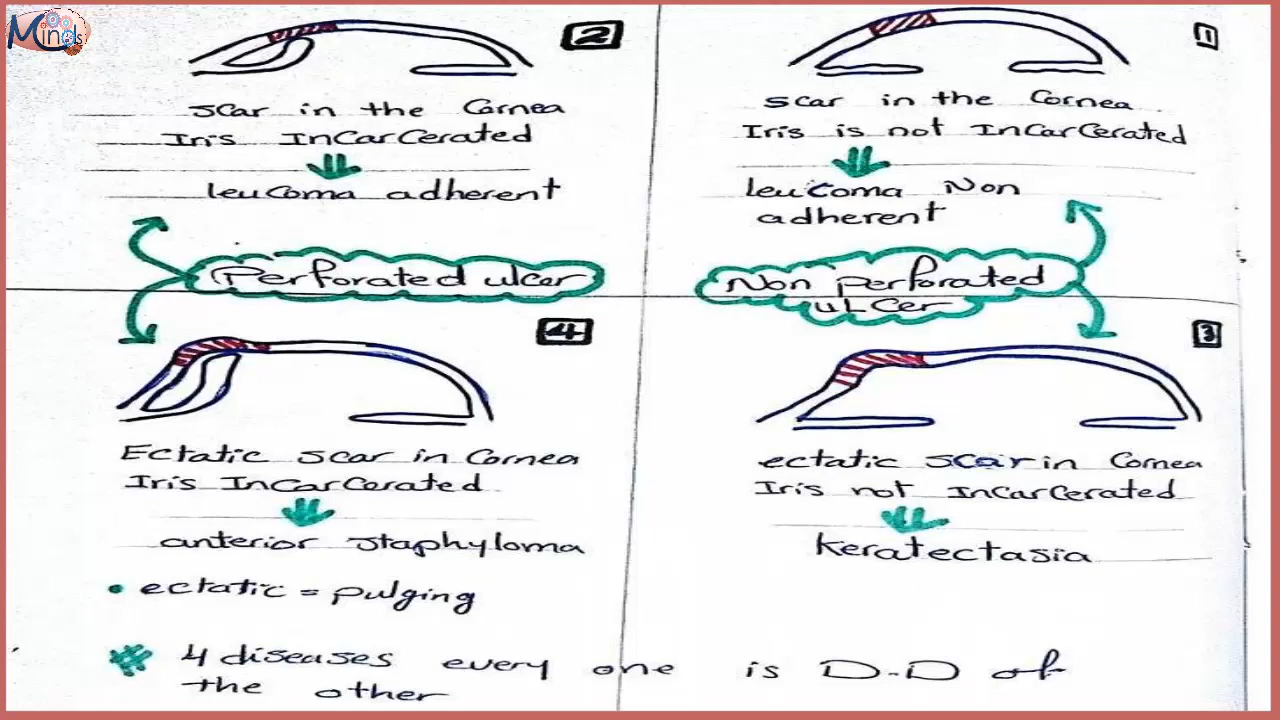 Minds
2
scar in the Cornea
Iris InCarCerated
leucoma adherent
1
scar in the Cornea
Iris is not InCarCerated
leucoma Non
adherent
Perforated ulcer
Non perforated
ulcer
4
Ectatic scar in Cornea
Iris InCarCerated
anterior staphyloma
• ectatic = pulging
3
ectatic scar in Cornea
Iris not InCarCerated
keratectasia
4 diseases every one is D.D of
the other